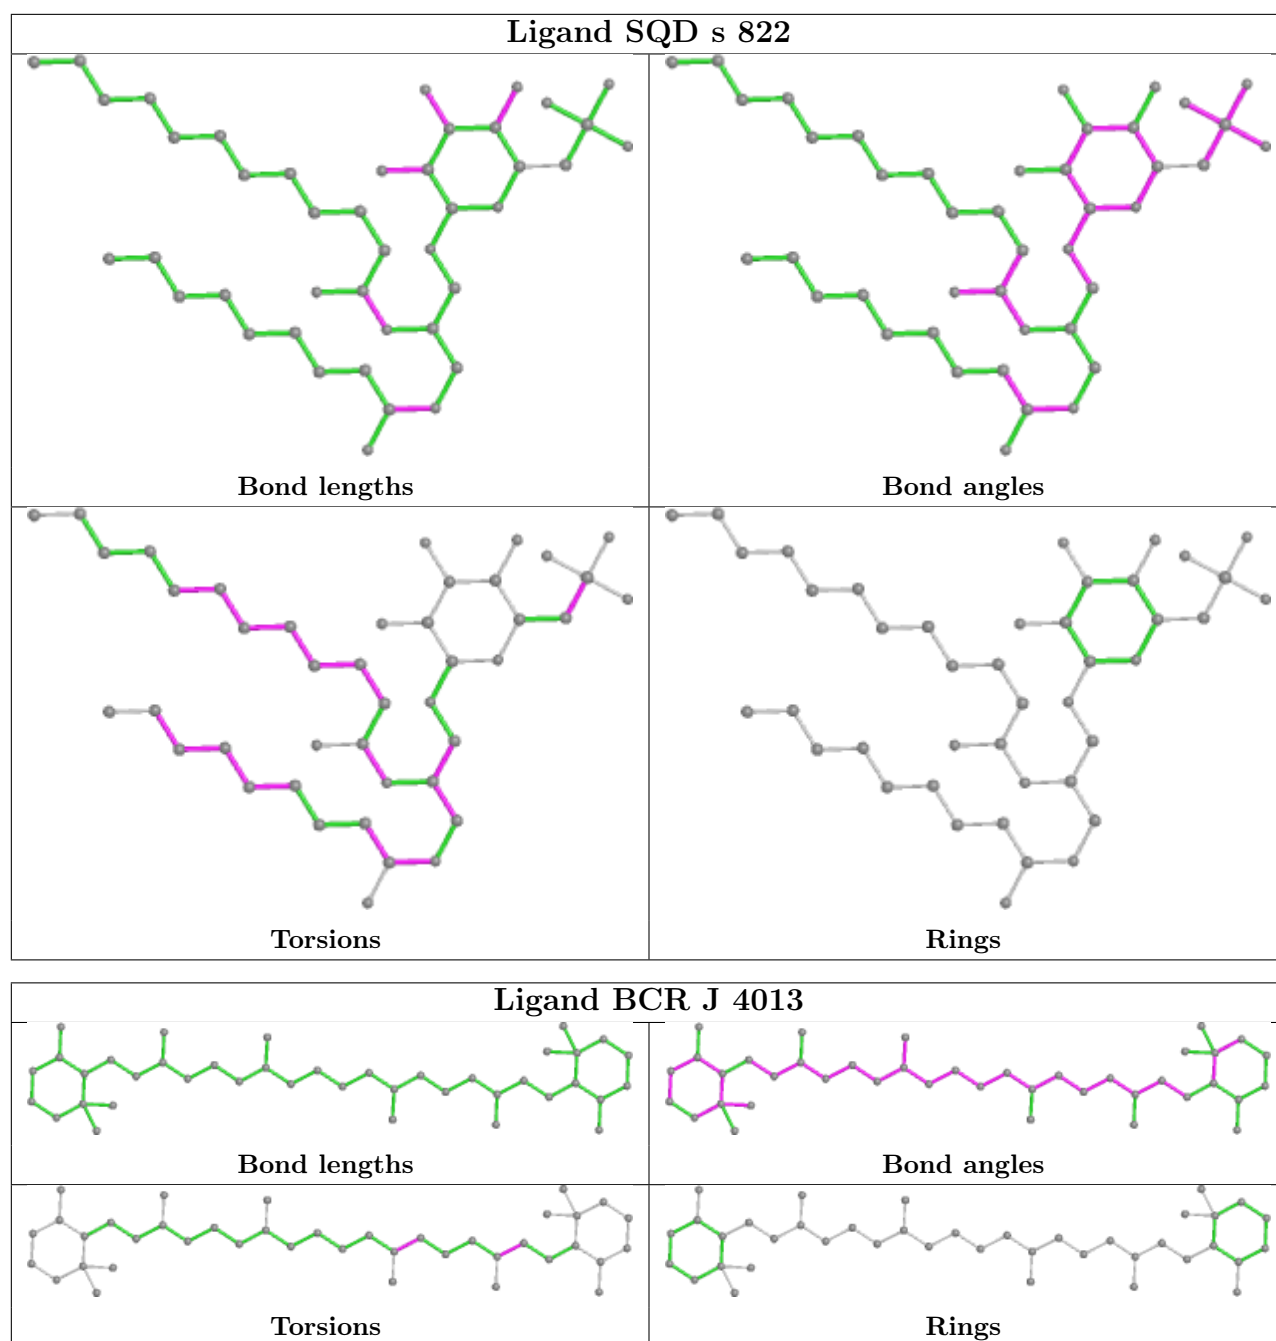 Ligand SQD s 822
Bond lengths
Bond angles
Torsions
Rings
Ligand BCR J 4013
Bond lengths
Bond angles
Torsions
Rings